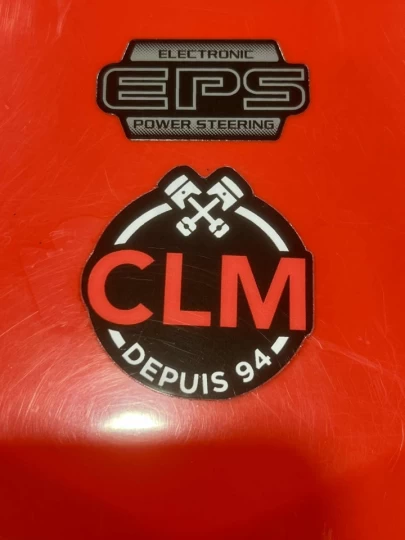 ELECTRONIC
EPS
POWER STEERING
CLM
DEPUIS 94